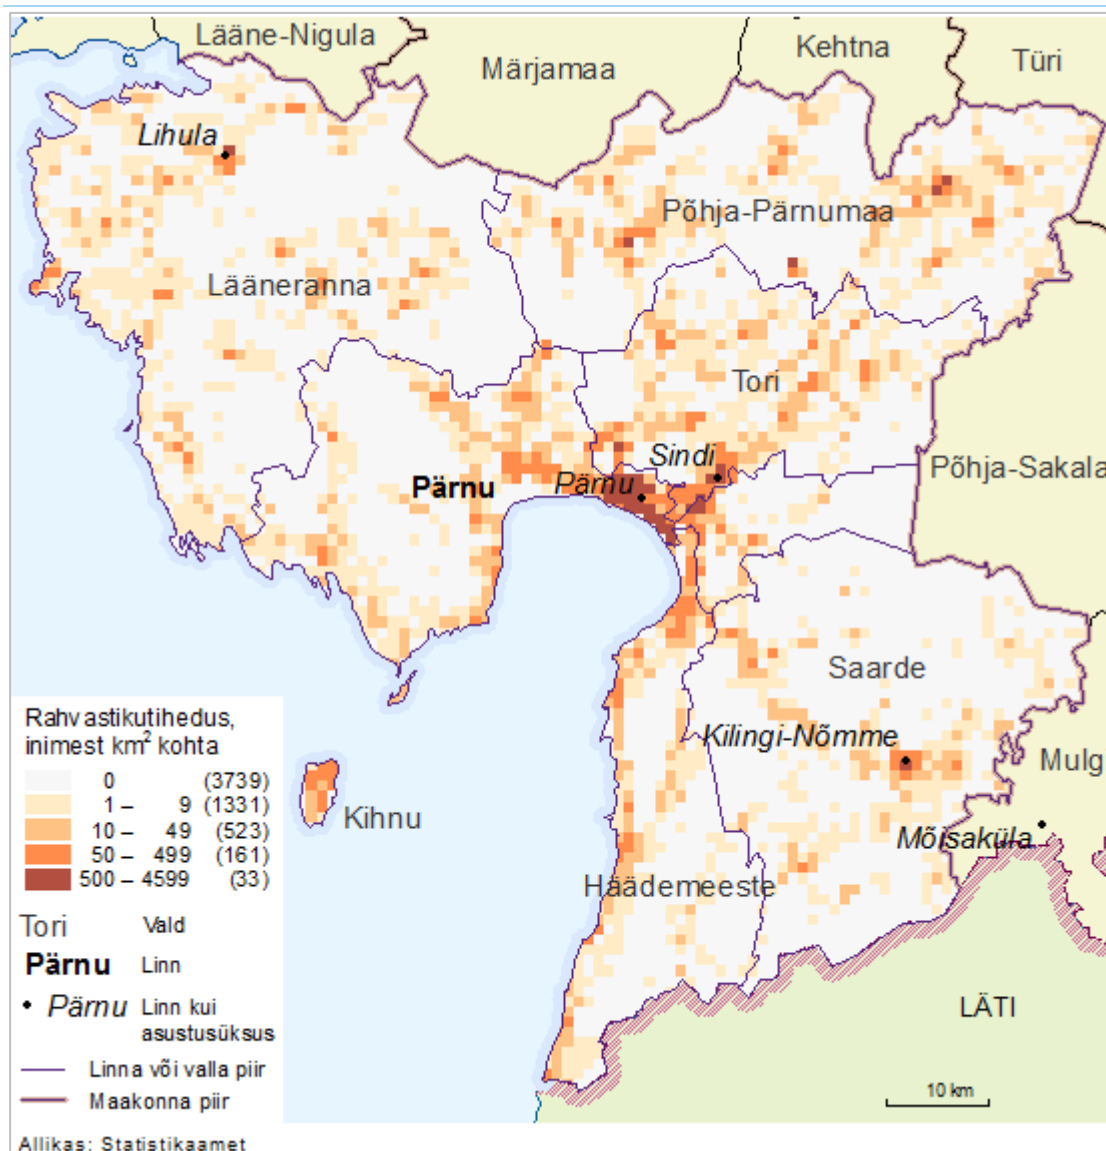 Lääne-Nigula
Kehtna
Türi
Märjamaa
Lihula
Põhja-Pärnumaa
Lääneranna
Tori
Sindi
Põhja-Sakala
Pärnu
Pärnu
Saarde
Kilingi-Nõmme
Mulg
Kihnu
Mõisaküla
Häädemeeste
LÄTI
10 km
Rahvastikutihedus,
inimest km² kohta
0 (3739)
1 – 9 (1331)
10 – 49 (523)
50 – 499 (161)
500 – 4599 (33)
Tori Vald
Pärnu Linn
• Pärnu Linn kui
asustusüksus
Linna või valla piir
Maakonna piir
Allikas: Statistikaamet